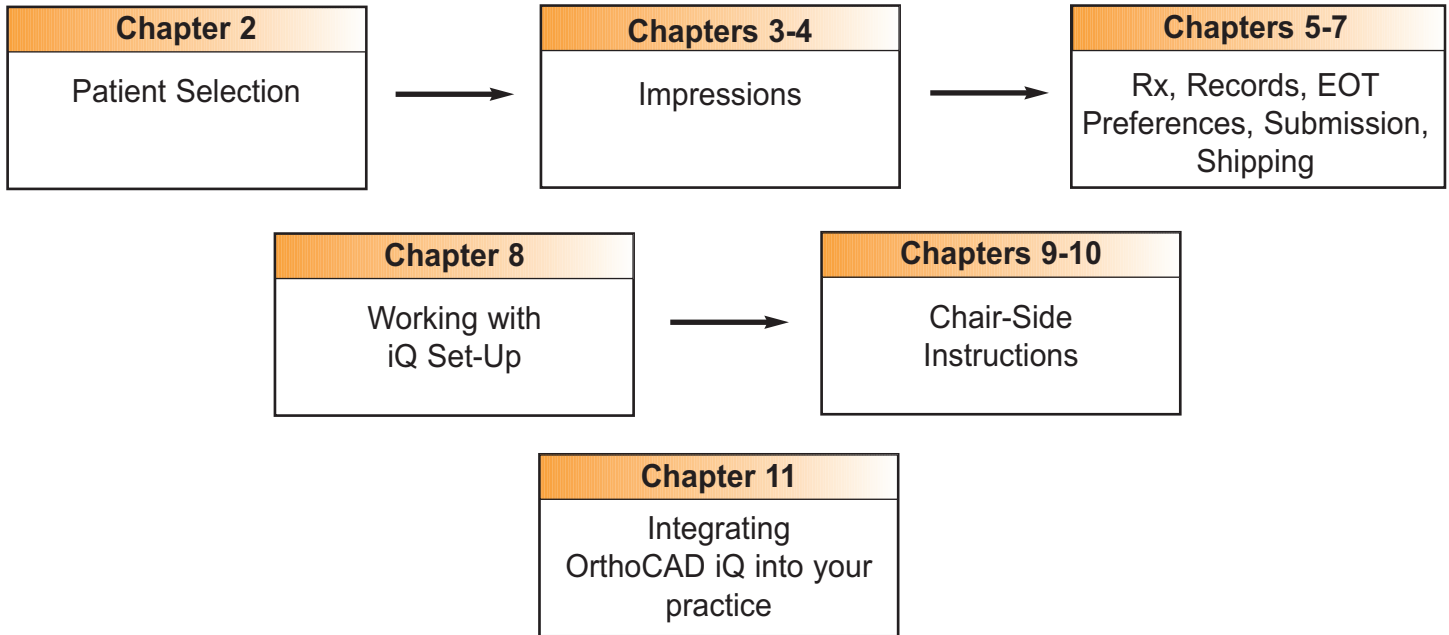 Chapter 2
Patient Selection
Chapters 3-4
Impressions
Chapters 5-7
Rx, Records, EOT
Preferences, Submission,
Shipping
Chapter 8
Working with
iQ Set-Up
Chapters 9-10
Chair-Side
Instructions
Chapter 11
Integrating
OrthoCAD iQ into your
practice